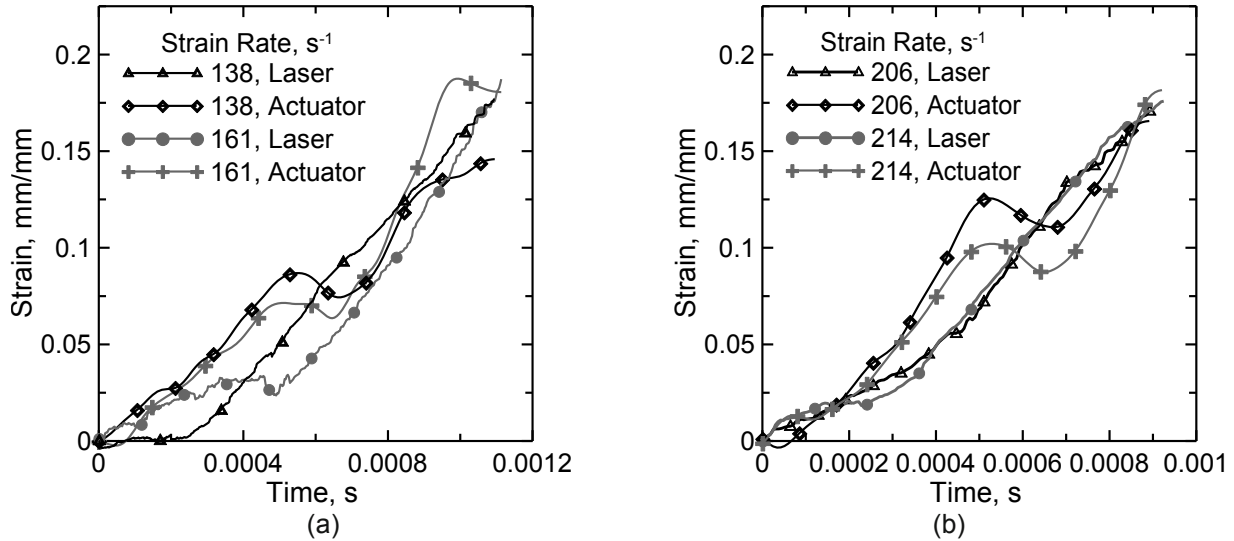 Strain Rate, s-1
138, Laser
138, Actuator
161, Laser
161, Actuator
0.2
0.15
0.1
0.05
0
Strain, mm/mm
0 0.0004 0.0008 0.0012
Time, s
(a)
Strain Rate, s-1
206, Laser
206, Actuator
214, Laser
214, Actuator
0.2
0.15
0.1
0.05
0
Strain, mm/mm
0 0.0002 0.0004 0.0006 0.0008 0.001
Time, s
(b)